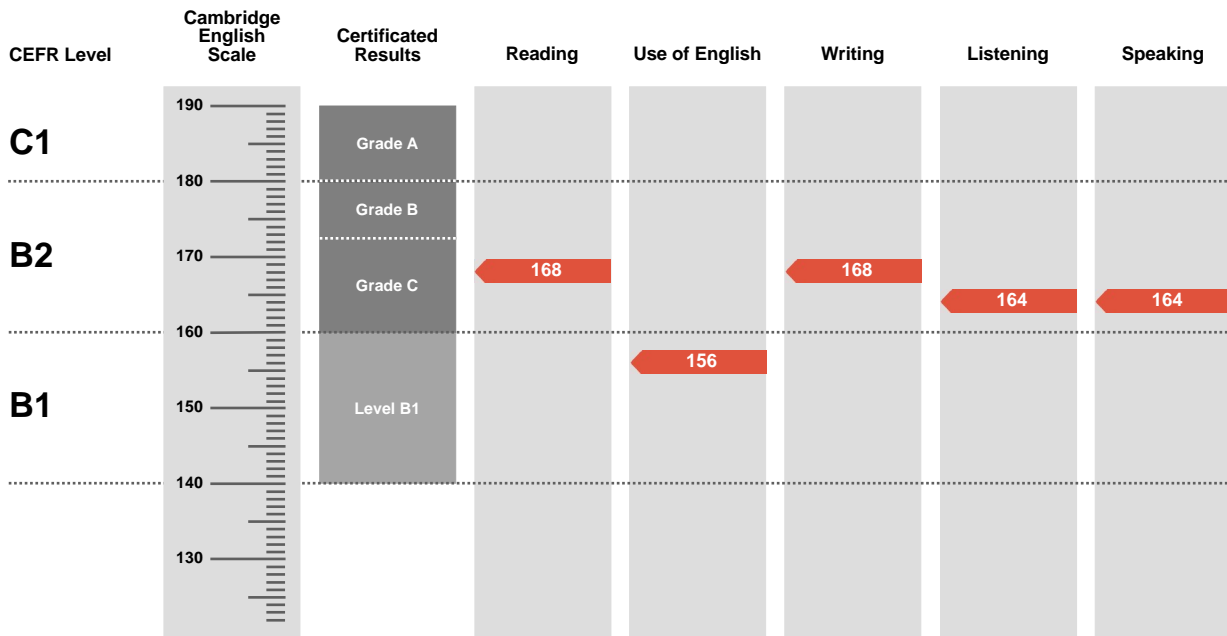 CEFR Level
Cambridge
English
Scale
Certificated
Results
Reading
Use of English
Writing
Listening
Speaking
190
C1
Grade A
180
Grade B
B2
170
168
168
Grade C
164
164
160
156
B1
150
Level B1
140
130